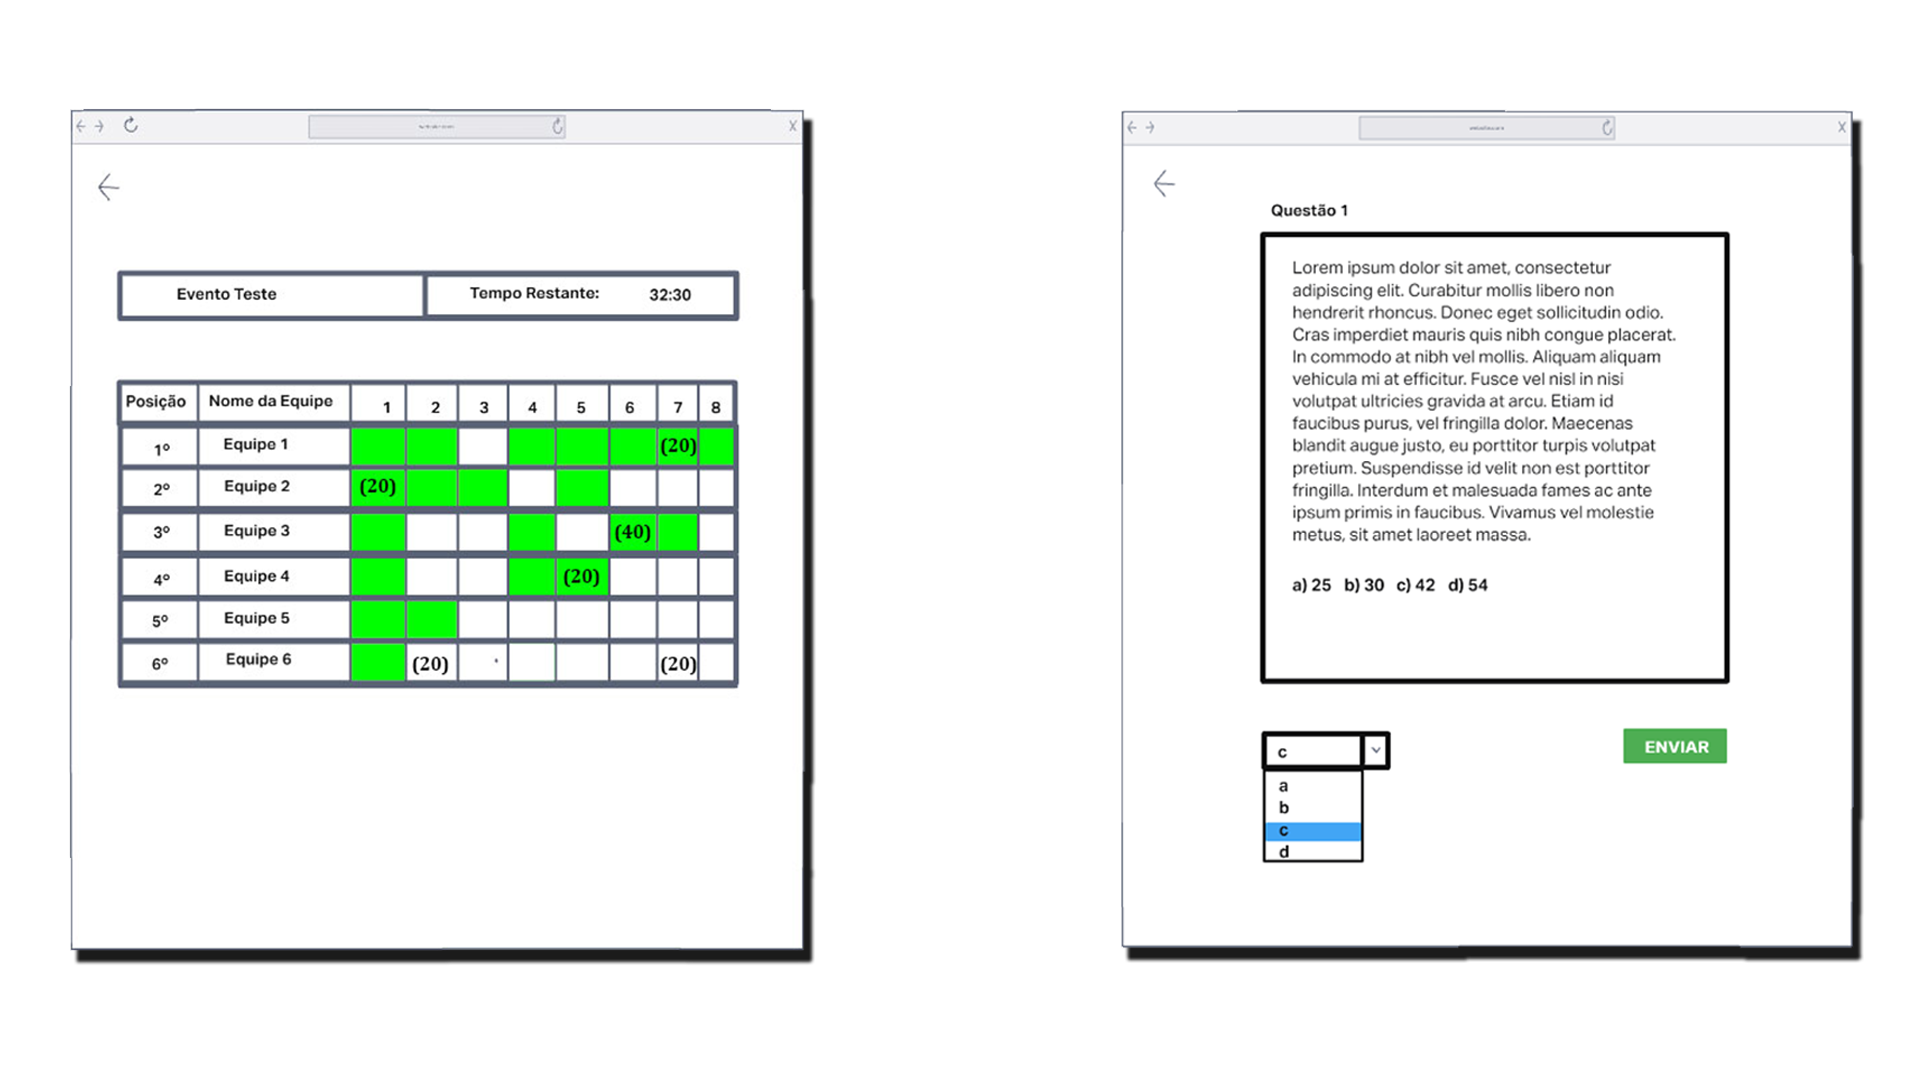 X
Evento Teste Tempo Restante: 32:30
Posição Nome da Equipe 1 2 3 4 5 6 7 8
1º Equipe 1 (20)
2º Equipe 2 (20)
3º Equipe 3 (40)
4º Equipe 4 (20)
5º Equipe 5
6º Equipe 6 (20) (20)
X
Questão 1
Lorem ipsum dolor sit amet, consectetur
adipiscing elit. Curabitur mollis libero non
hendrerit rhoncus. Donec eget sollicitudin odio.
Cras imperdiet mauris quis nibh congue placerat.
In commodo at nibh vel mollis. Aliquam aliquam
vehicula mi at efficitur. Fusce vel nisl in nisi
volutpat ultricies gravida at arcu. Etiam id
faucibus purus, vel fringilla dolor. Maecenas
blandit augue justo, eu porttitor turpis volutpat
pretium. Suspendisse id velit non est porttitor
fringilla. Interdum et malesuada fames ac ante
ipsum primis in faucibus. Vivamus vel molestie
metus, sit amet laoreet massa.
a) 25 b) 30 c) 42 d) 54
c
ENVIAR
a
b
c
d